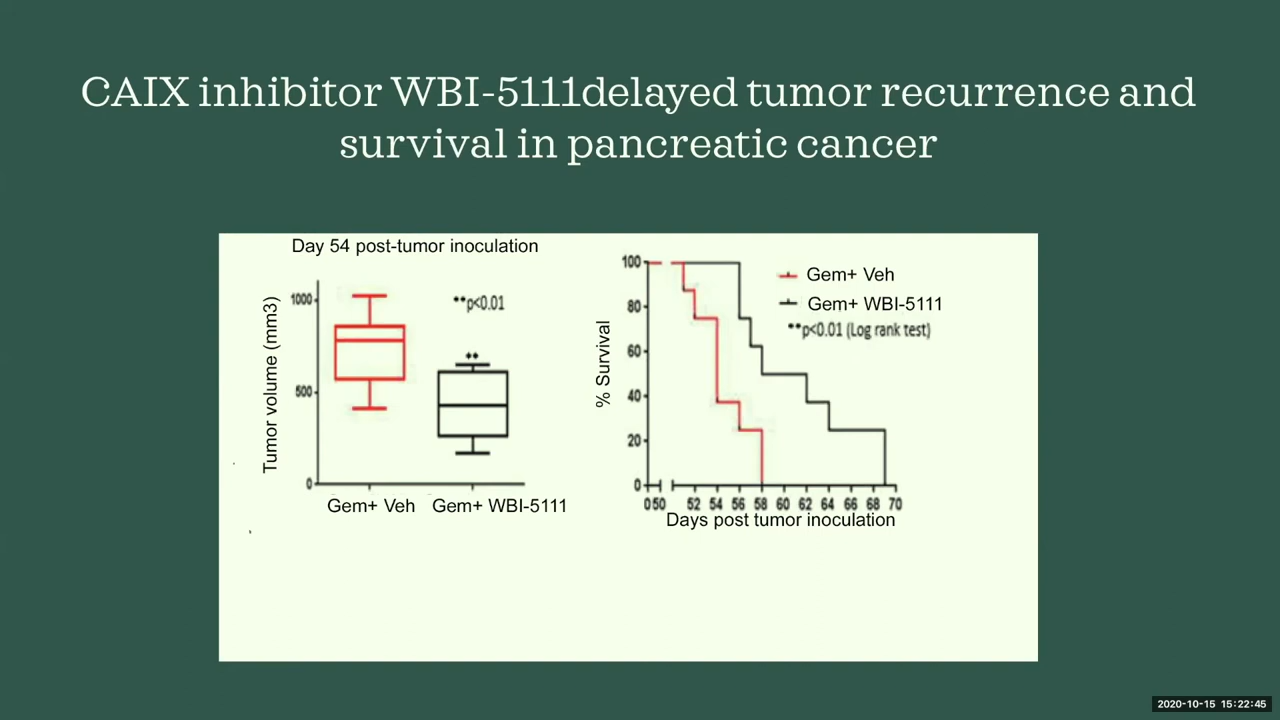 CAIX inhibitor WBI-5111delayed tumor recurrence and
survival in pancreatic cancer
Day 54 post-tumor inoculation
Tumor volume (mm3)
1000
500
0
**p<0.01
**
Gem+ Veh
Gem+ WBI-5111
% Survival
100
80
60
40
20
0
Gem+ Veh
Gem+ WBI-5111
**p<0.01 (Log rank test)
0 50 52 54 56 58 60 62 64 66 68 70
Days post tumor inoculation
2020-10-15 15:22:45